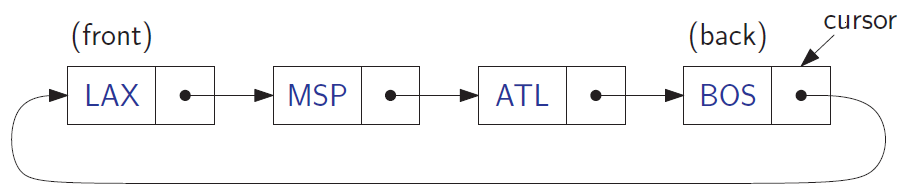 (front)
(back)
cursor
LAX
MSP
ATL
BOS